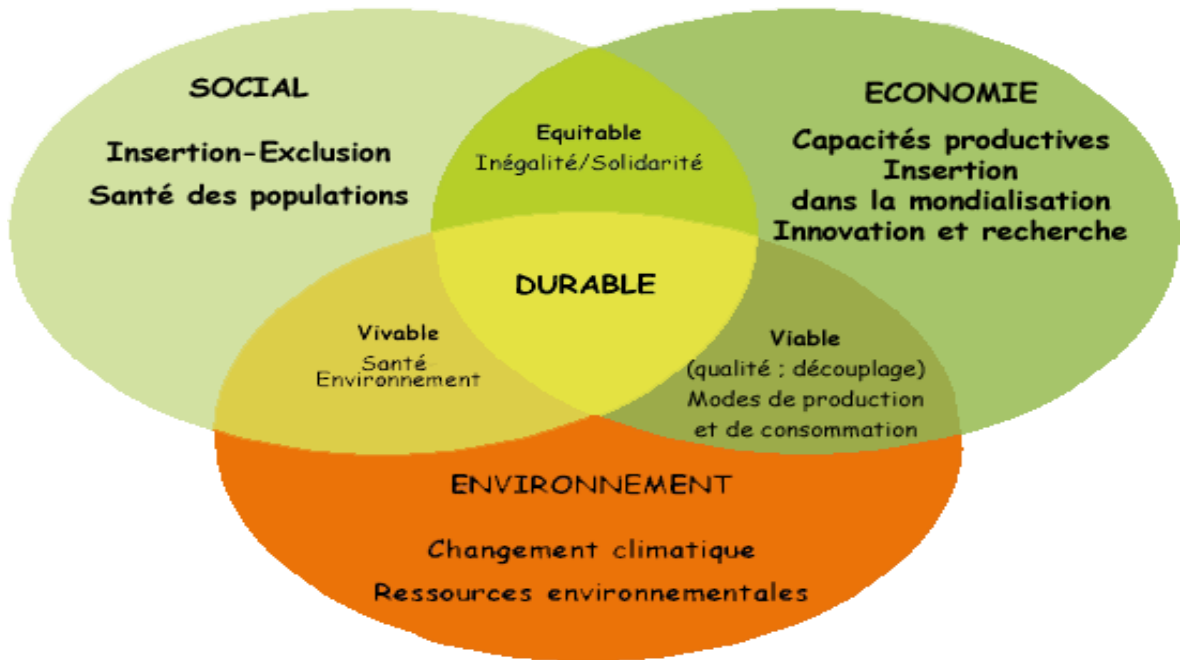 SOCIAL
Insertion-Exclusion
Santé des populations
Equitable
Inégalité/Solidarité
ECONOMIE
Capacités productives
Insertion
dans la mondialisation
Innovation et recherche
DURABLE
Vivable
Santé
Environnement
Viable
(qualité ; découplage)
Modes de production
et de consommation
ENVIRONNEMENT
Changement climatique
Ressources environnementales